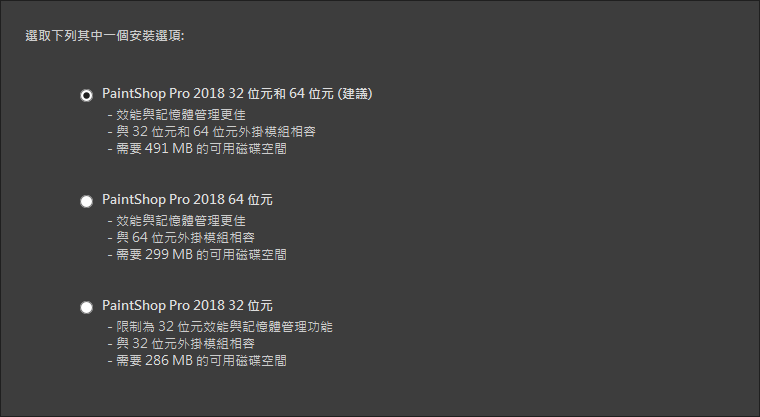 選取下列其中一個安裝選項:
PaintShop Pro 2018 32 位元和 64 位元 (建議)
- 效能與記憶體管理更佳
- 與 32 位元和 64 位元外掛模組相容
- 需要 491 MB 的可用磁碟空間
PaintShop Pro 2018 64 位元
- 效能與記憶體管理更佳
- 與 64 位元外掛模組相容
- 需要 299 MB 的可用磁碟空間
PaintShop Pro 2018 32 位元
- 限制為 32 位元效能與記憶體管理功能
- 與 32 位元外掛模組相容
- 需要 286 MB 的可用磁碟空間